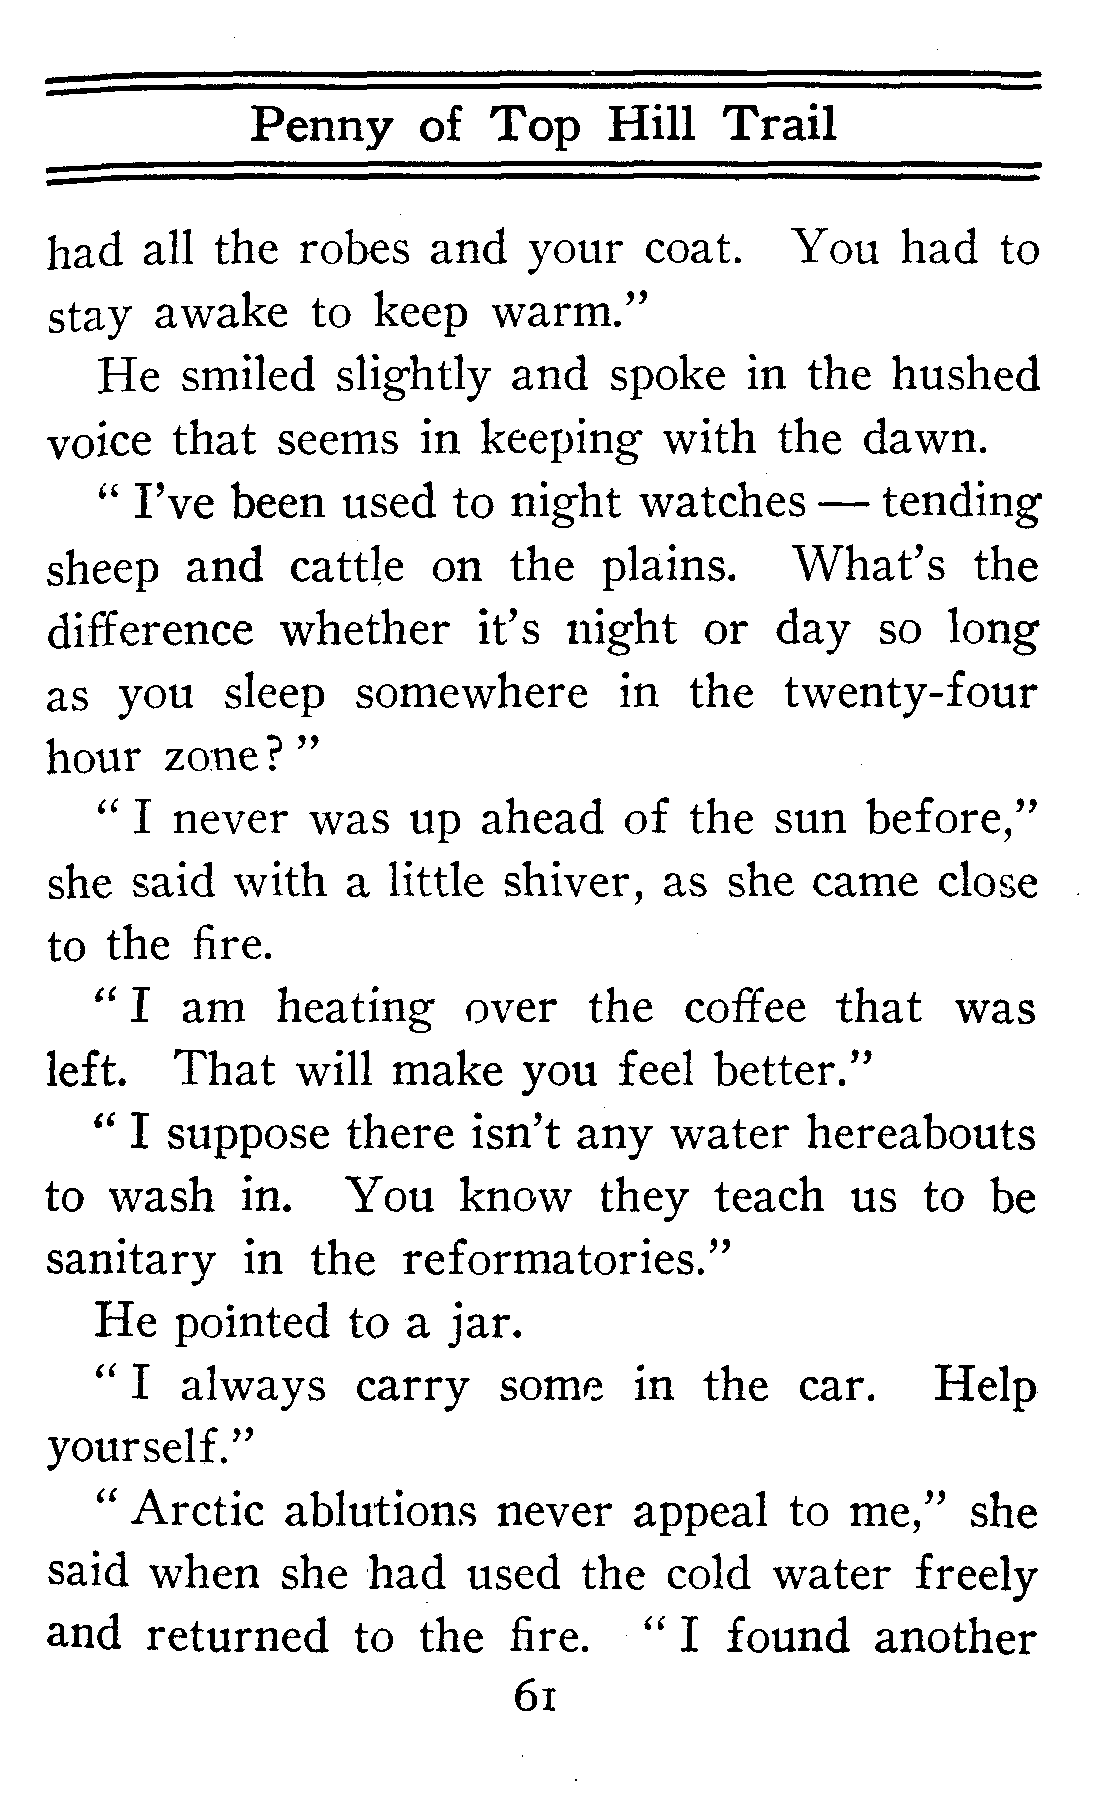 Penny of Top Hill Trail
had all the robes and your coat. You had to
stay awake to keep warm.”
He smiled slightly and spoke in the hushed
voice that seems in keeping with the dawn.
“ I’ve been used to night watches — tending
sheep and cattle on the plains. What’s the
difference whether it’s night or day so long
as you sleep somewhere in the twenty-four
hour zone? ”
“ I never was up ahead of the sun before,”
she said with a little shiver, as she came close
to the fire.
“ I am heating over the coffee that was
left. That will make you feel better.”
“ I suppose there isn’t any water hereabouts
to wash in. You know they teach us to be
sanitary in the reformatories.”
He pointed to a jar.
“ I always carry some in the car. Help
yourself.”
“ Arctic ablutions never appeal to me,” she
said when she had used the cold water freely
and returned to the fire. “ I found another
61